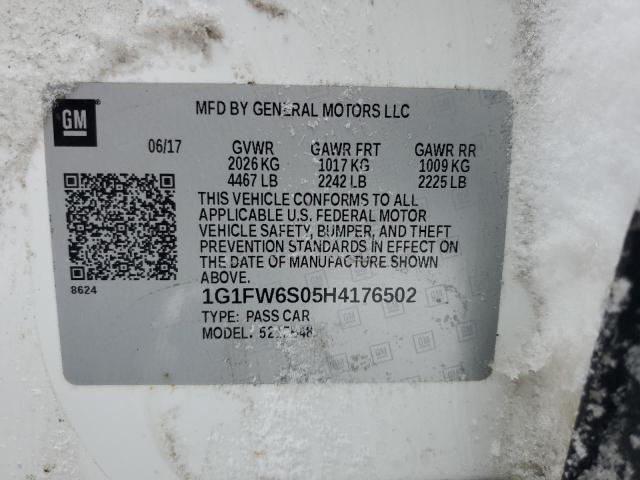 GM
MFD BY GENERAL MOTORS LLC
06/17 GVWR GAWR FRT GAWR RR
2026 KG 1017 KG 1009 KG
4467 LB 2242 LB 2225 LB
THIS VEHICLE CONFORMS TO ALL
APPLICABLE U.S. FEDERAL MOTOR
VEHICLE SAFETY, BUMPER, AND THEFT
PREVENTION STANDARDS IN EFFECT ON
THE DATE OF MANUFACTURE SHOWN
ABOVE.
8624
1G1FW6S05H4176502
TYPE: PASS CAR
MODEL: